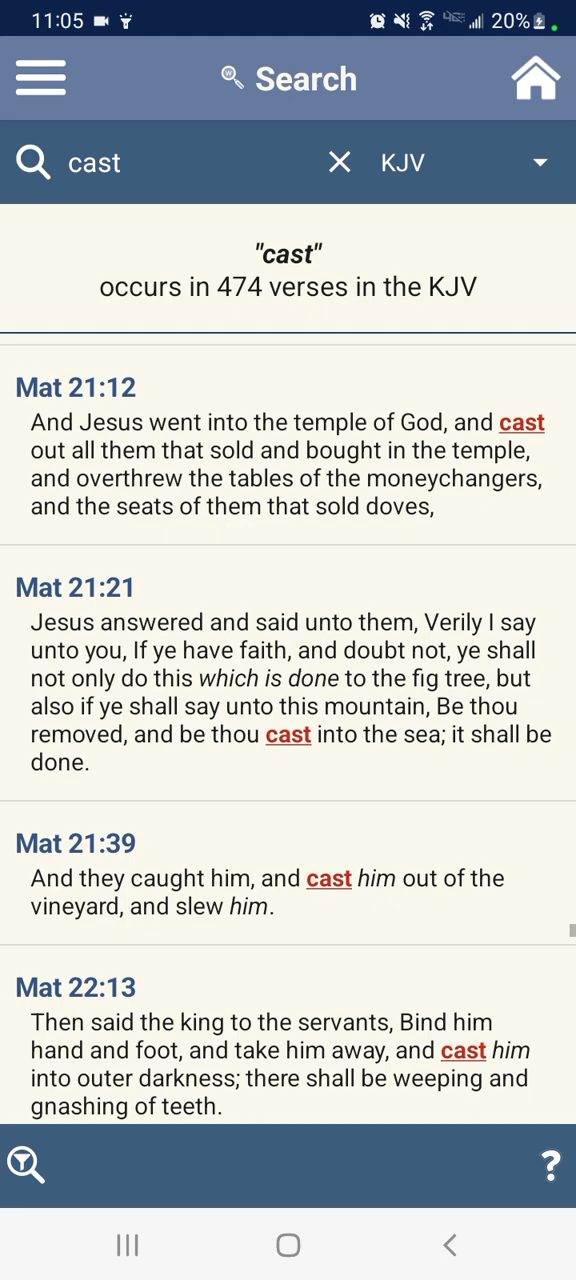 11:05 20%
Search
cast KJV
"cast"
occurs in 474 verses in the KJV
Mat 21:12
And Jesus went into the temple of God, and cast
out all them that sold and bought in the temple,
and overthrew the tables of the moneychangers,
and the seats of them that sold doves,
Mat 21:21
Jesus answered and said unto them, Verily I say
unto you, If ye have faith, and doubt not, ye shall
not only do this which is done to the fig tree, but
also if ye shall say unto this mountain, Be thou
removed, and be thou cast into the sea; it shall be
done.
Mat 21:39
And they caught him, and cast him out of the
vineyard, and slew him.
Mat 22:13
Then said the king to the servants, Bind him
hand and foot, and take him away, and cast him
into outer darkness; there shall be weeping and
gnashing of teeth.
?